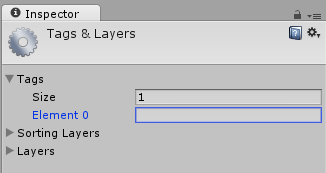 Inspector
Tags & Layers
Tags
Size 1
Element 0
Sorting Layers
Layers